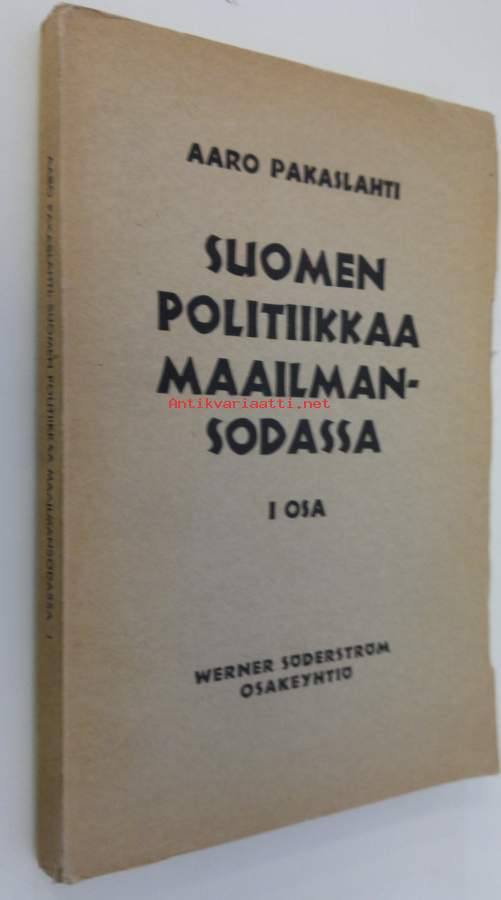 AARO PAKASLAHTI
SUOMEN
POLITIIKKAA
MAAILMAN-
SODASSA
Antikvariaatti.net
I OSA
WERNER SÖDERSTRÖM
OSAKEYHTIÖ
AARO PAKASLAHTI: SUOMEN POLITIIKKAA MAAILMANSODASSA I